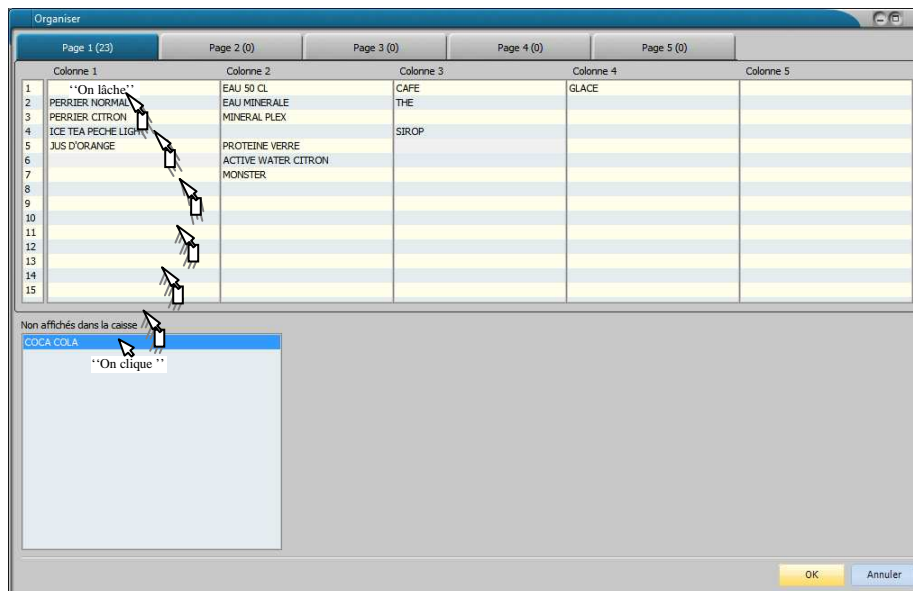 Organiser
Page 1 (23) Page 2 (0) Page 3 (0) Page 4 (0) Page 5 (0)
Colonne 1 Colonne 2 Colonne 3 Colonne 4 Colonne 5
1 ‘‘On lâche’’ EAU 50 CL CAFE GLACE
2 PERRIER NORMAL EAU MINERALE THE
3 PERRIER CITRON MINERAL PLEX
4 ICE TEA PECHE LIGHT SIROP
5 JUS D'ORANGE PROTEINE VERRE
6 ACTIVE WATER CITRON
7 MONSTER
8
9
10
11
12
13
14
15
Non affichés dans la caisse
COCA COLA
‘‘On clique ’’
OK Annuler